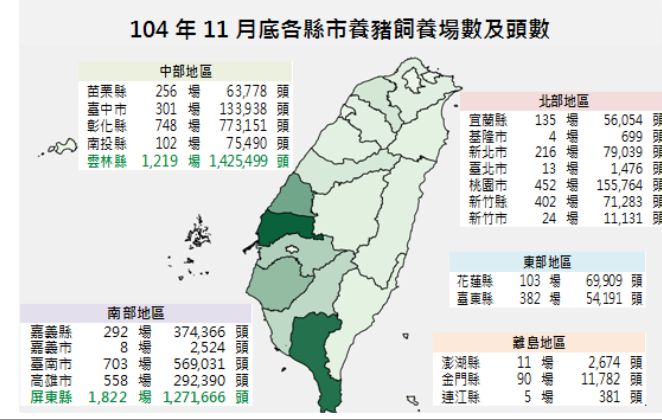 104 年 11 月底各縣市養豬飼養場數及頭數
中部地區
苗栗縣 256 場 63,778 頭
臺中市 301 場 133,938 頭
彰化縣 748 場 773,151 頭
南投縣 102 場 75,490 頭
雲林縣 1,219 場 1,425,499 頭
北部地區
宜蘭縣 135 場 56,054 頭
基隆市 4 場 699 頭
新北市 216 場 79,039 頭
臺北市 13 場 1,476 頭
桃園市 452 場 155,764 頭
新竹縣 402 場 71,283 頭
新竹市 24 場 11,131 頭
東部地區
花蓮縣 103 場 69,909 頭
臺東縣 382 場 54,191 頭
南部地區
嘉義縣 292 場 374,366 頭
嘉義市 8 場 2,524 頭
臺南市 703 場 569,031 頭
高雄市 558 場 292,390 頭
屏東縣 1,822 場 1,271,666 頭
離島地區
澎湖縣 11 場 2,674 頭
金門縣 90 場 11,782 頭
連江縣 5 場 381 頭